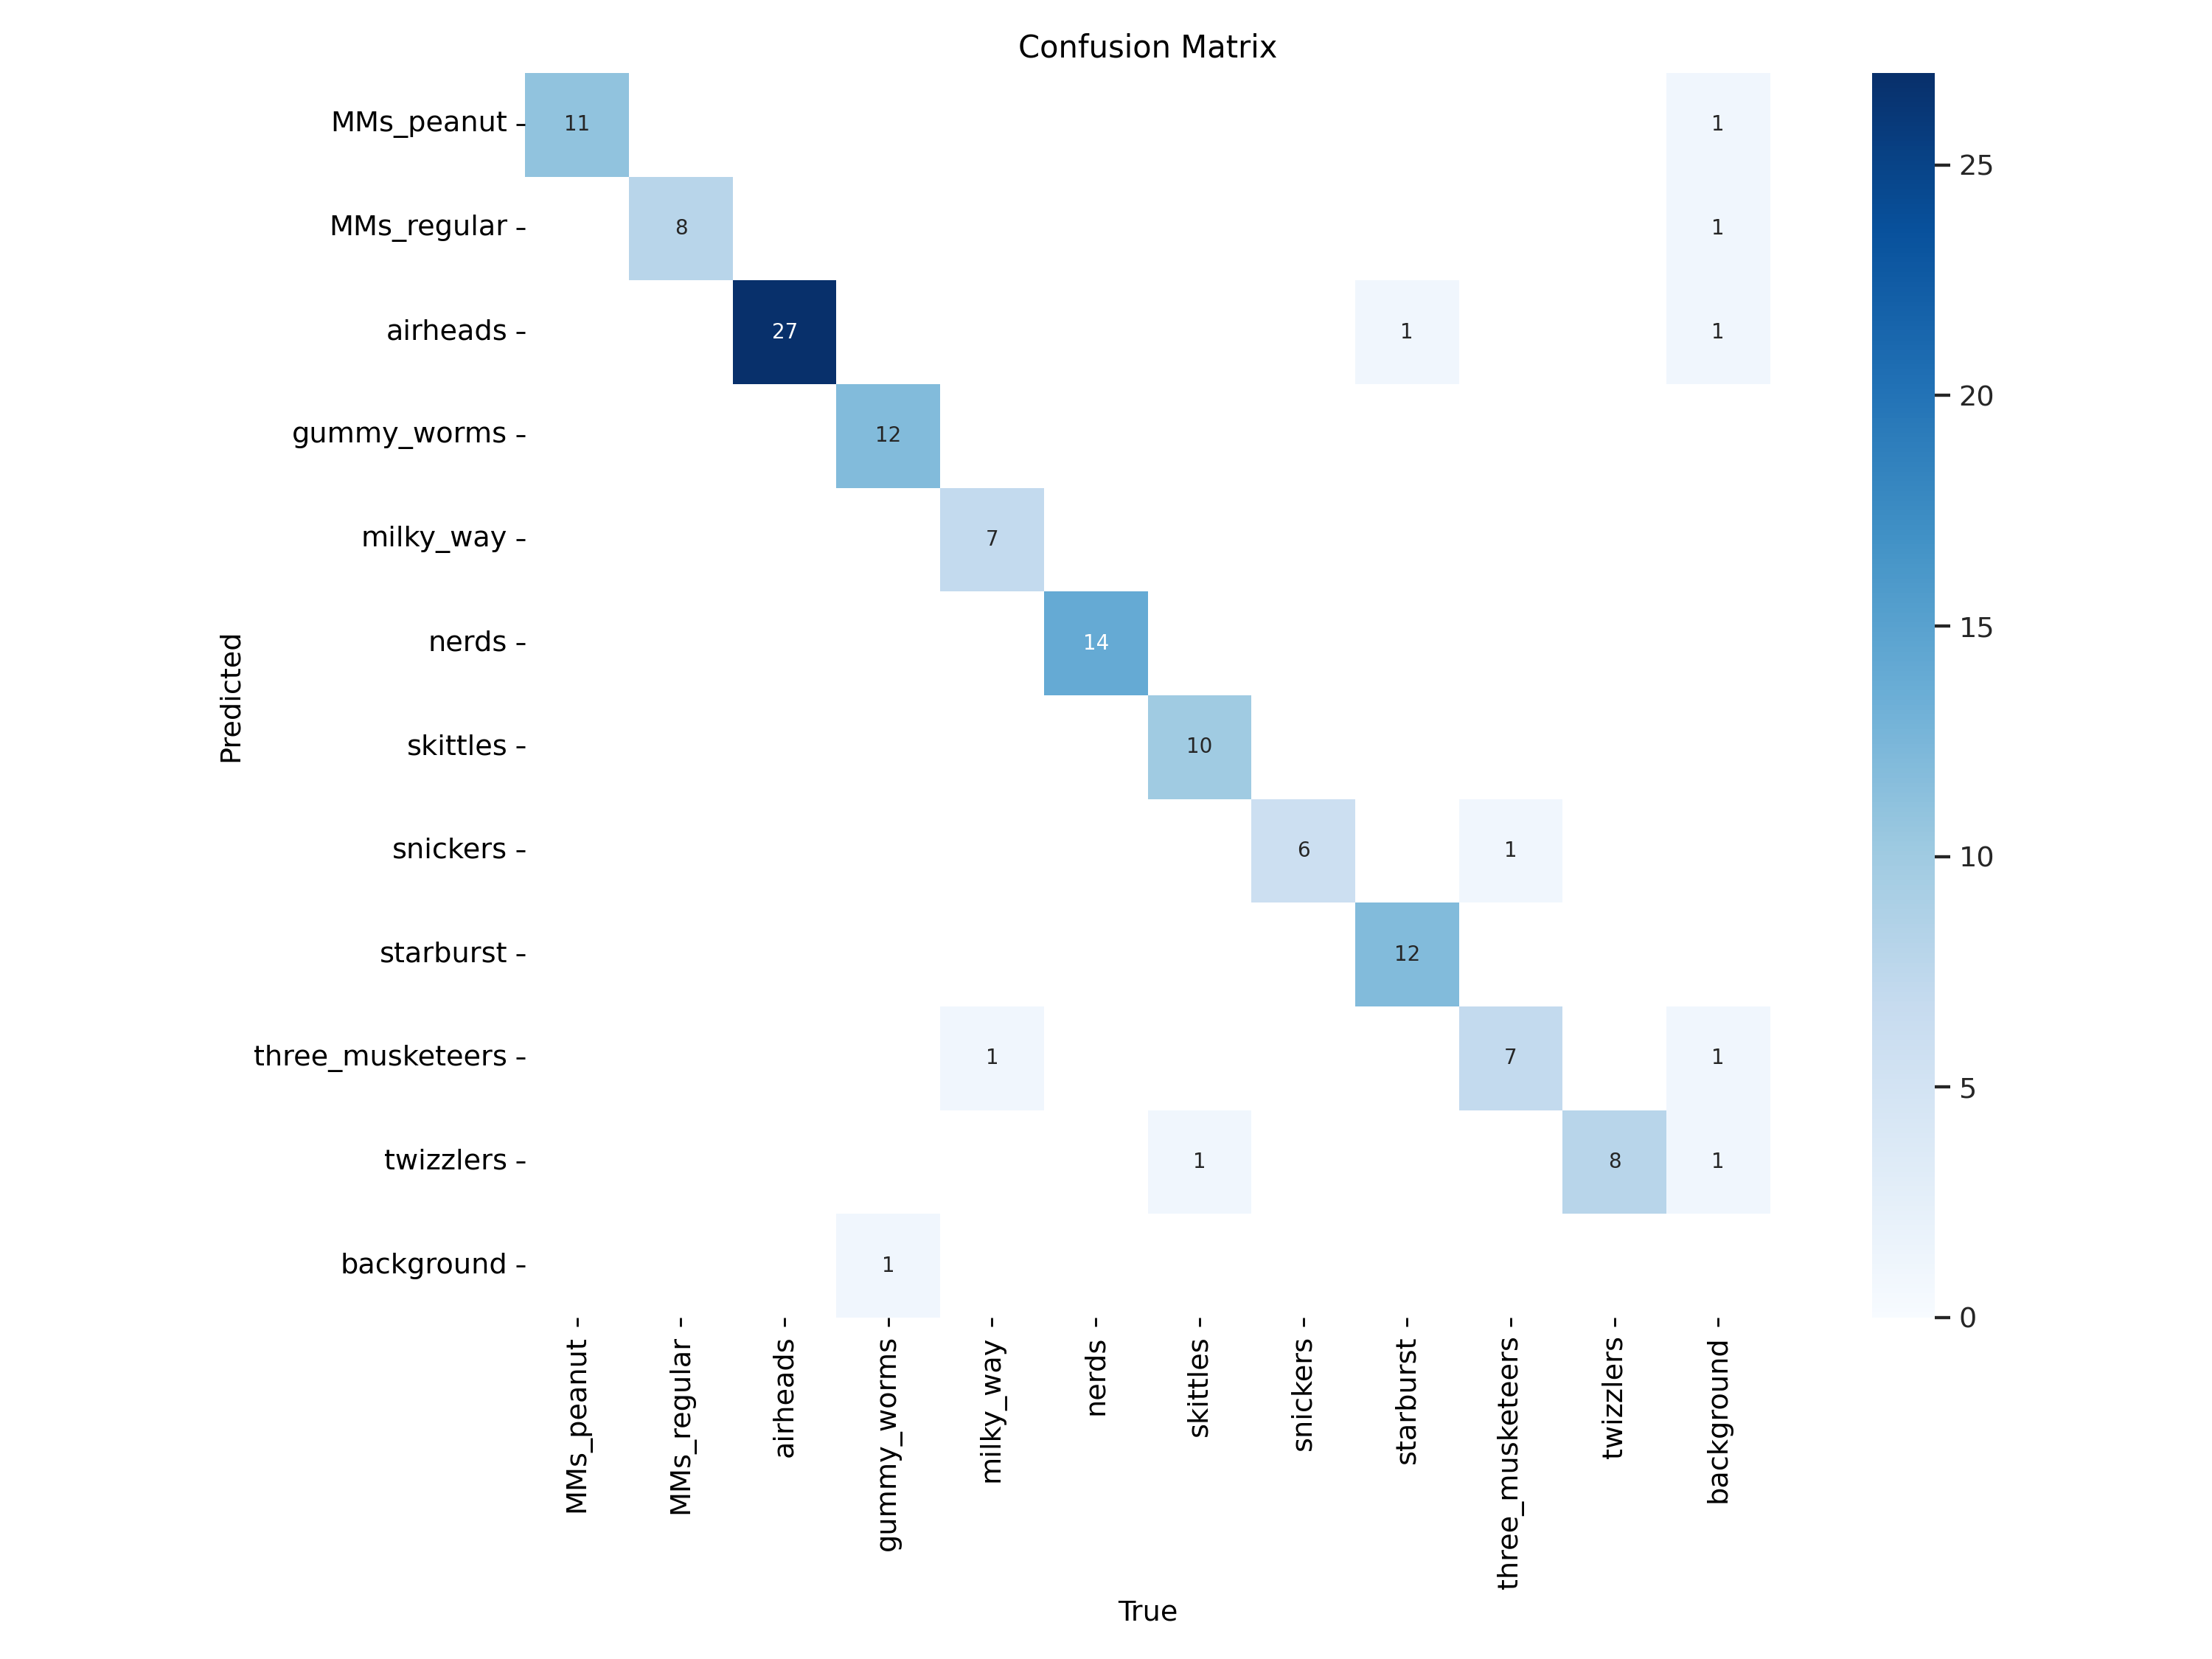 Confusion Matrix
MMs_peanut 11 1
MMs_regular 8 1
airheads 27 1 1
gummy_worms 12
milky_way 7
nerds 14
skittles 10
snickers 6 1
starburst 12
three_musketeers 1 7 1
twizzlers 1 8 1
background 1
Predicted
MMs_peanut MMs_regular airheads gummy_worms milky_way nerds skittles snickers starburst three_musketeers twizzlers background
True
25
20
15
10
5
0